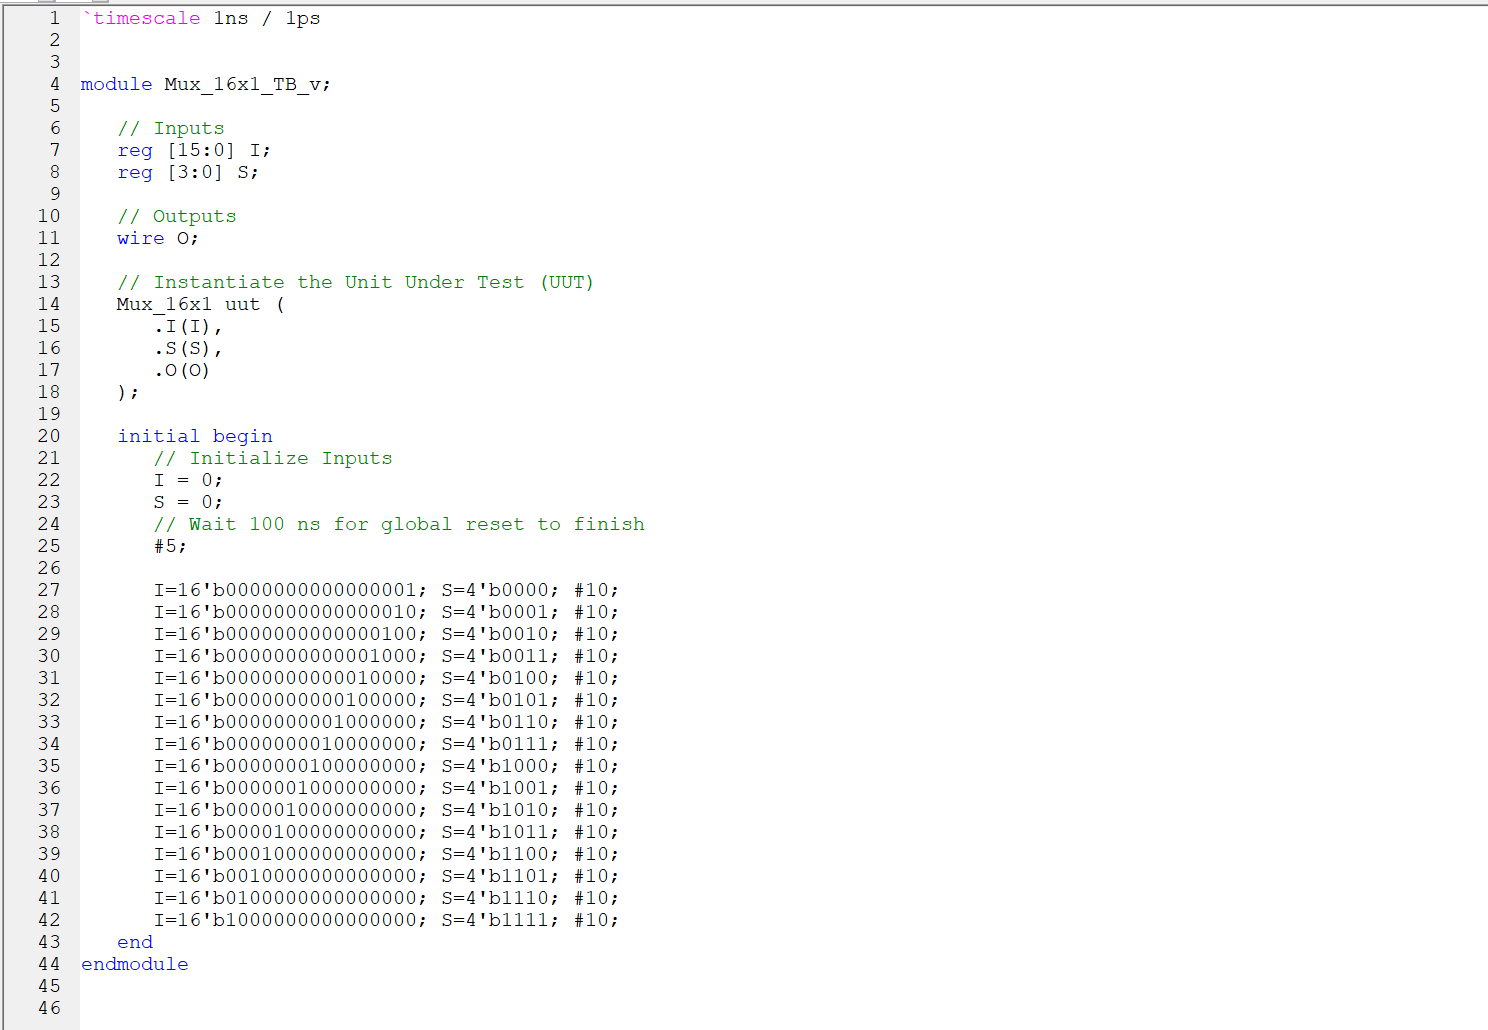 1 `timescale 1ns / 1ps
2
3
4 module Mux_16x1_TB_v;
5
6 // Inputs
7 reg [15:0] I;
8 reg [3:0] S;
9
10 // Outputs
11 wire O;
12
13 // Instantiate the Unit Under Test (UUT)
14 Mux_16x1 uut (
15 .I(I),
16 .S(S),
17 .O(O)
18 );
19
20 initial begin
21 // Initialize Inputs
22 I = 0;
23 S = 0;
24 // Wait 100 ns for global reset to finish
25 #5;
26
27 I=16'b0000000000000001; S=4'b0000; #10;
28 I=16'b0000000000000010; S=4'b0001; #10;
29 I=16'b0000000000000100; S=4'b0010; #10;
30 I=16'b0000000000001000; S=4'b0011; #10;
31 I=16'b0000000000010000; S=4'b0100; #10;
32 I=16'b0000000000100000; S=4'b0101; #10;
33 I=16'b0000000001000000; S=4'b0110; #10;
34 I=16'b0000000010000000; S=4'b0111; #10;
35 I=16'b0000000100000000; S=4'b1000; #10;
36 I=16'b0000001000000000; S=4'b1001; #10;
37 I=16'b0000010000000000; S=4'b1010; #10;
38 I=16'b0000100000000000; S=4'b1011; #10;
39 I=16'b0001000000000000; S=4'b1100; #10;
40 I=16'b0010000000000000; S=4'b1101; #10;
41 I=16'b0100000000000000; S=4'b1110; #10;
42 I=16'b1000000000000000; S=4'b1111; #10;
43 end
44 endmodule
45
46